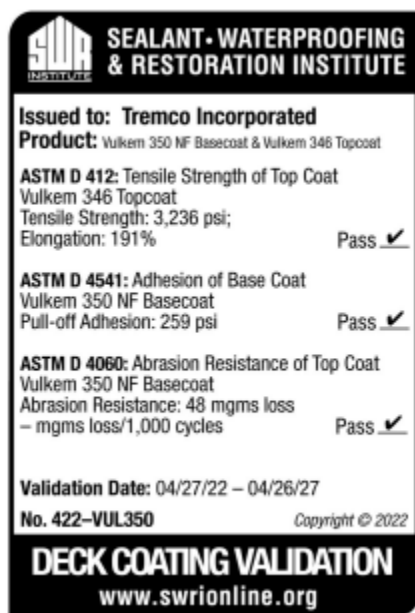 SWR
INSTITUTE
SEALANT • WATERPROOFING
& RESTORATION INSTITUTE
Issued to: Tremco Incorporated
Product: Vulkem 350 NF Basecoat & Vulkem 346 Topcoat
ASTM D 412: Tensile Strength of Top Coat
Vulkem 346 Topcoat
Tensile Strength: 3,236 psi;
Elongation: 191% Pass ✔
ASTM D 4541: Adhesion of Base Coat
Vulkem 350 NF Basecoat
Pull-off Adhesion: 259 psi Pass ✔
ASTM D 4060: Abrasion Resistance of Top Coat
Vulkem 350 NF Basecoat
Abrasion Resistance: 48 mgms loss
– mgms loss/1,000 cycles Pass ✔
Validation Date: 04/27/22 – 04/26/27
No. 422–VUL350 Copyright © 2022
DECK COATING VALIDATION
www.swrionline.org